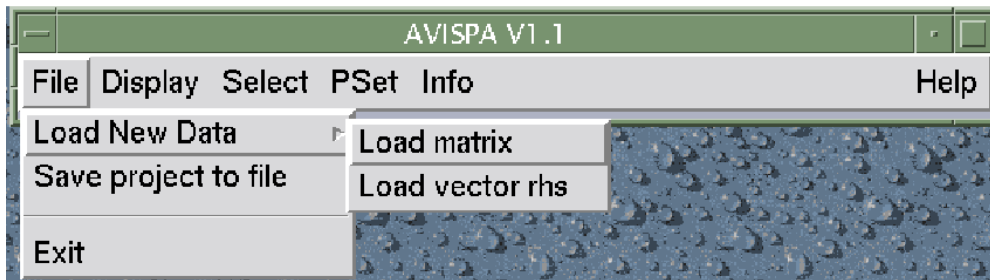 AVISPA V1.1
File Display Select PSet Info Help
Load New Data Load matrix
Save project to file Load vector rhs
Exit